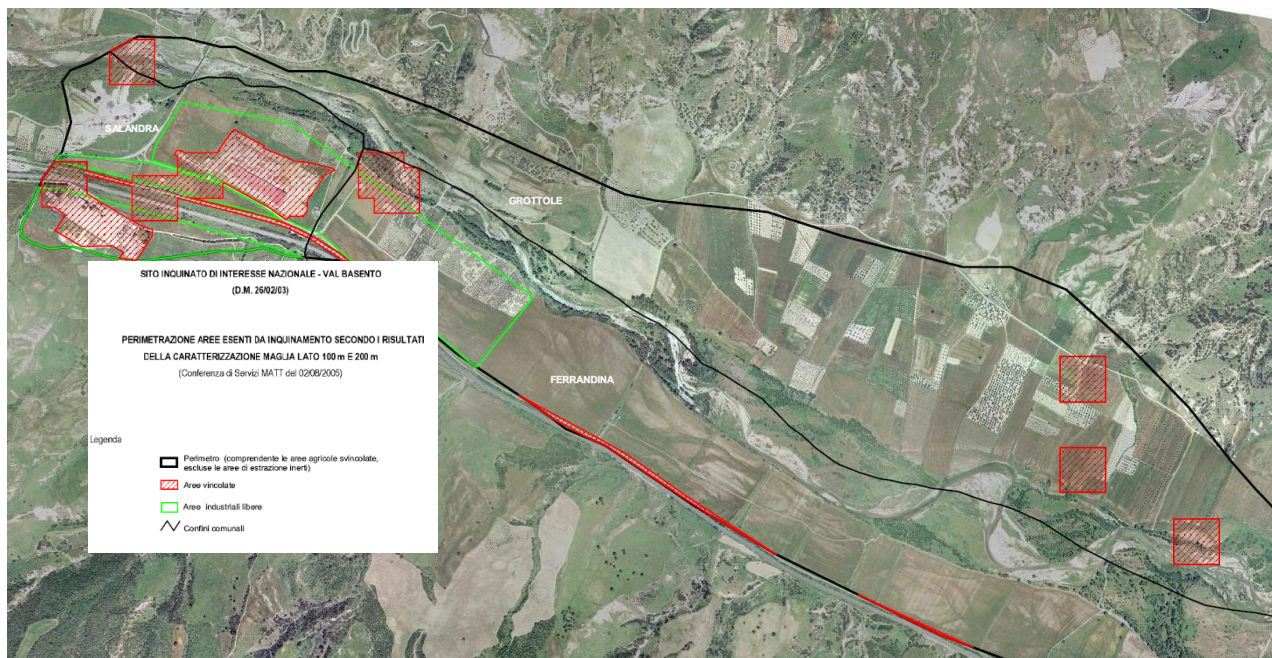 SALANDRA
GROTTOLE
FERRANDINA
SITO INQUINATO DI INTERESSE NAZIONALE - VAL BASENTO
(D.M. 26/02/03)
PERIMETRAZIONE AREE ESENTI DA INQUINAMENTO SECONDO I RISULTATI
DELLA CARATTERIZZAZIONE MAGLIA LATO 100 m E 200 m
(Conferenza di Servizi MATT del 02/08/2005)
Legenda
Perimetro (comprendente le aree agricole svincolate,
escluse le aree di estrazione inerti)
Aree vincolate
Aree industriali libere
Confini comunali